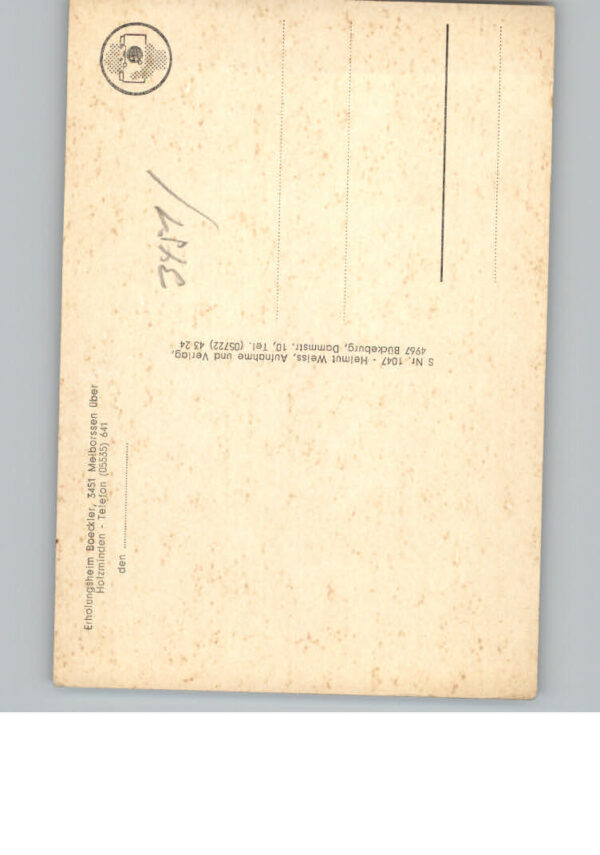 Erholungsheim Baeckler, 3451 Meiborssen über
Holzminden - Telefon (05535) 641
den
S Nr. 1047 · Helmut Weiss, Aufnahme und Verlag,
4967 Bückeburg, Dammstr. 10, Tel. (05722) 43 24